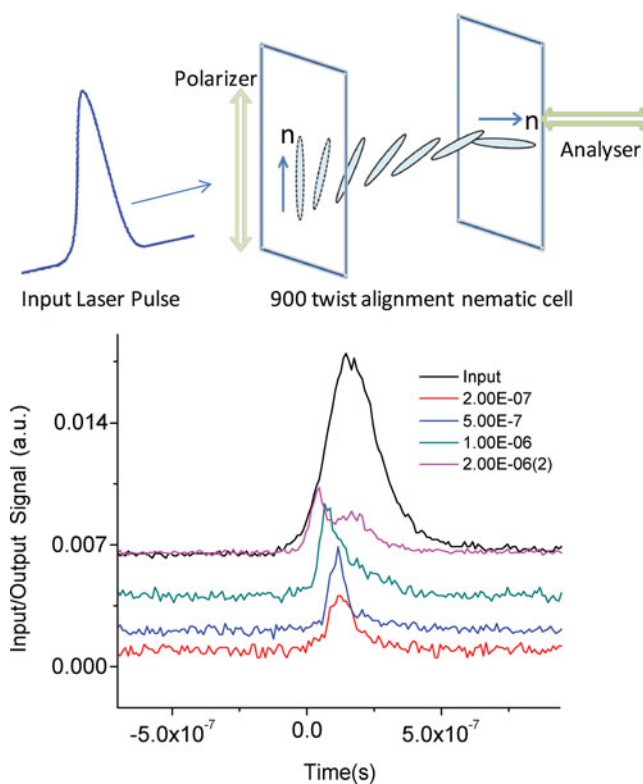 Polarizer
n
n
Analyser
Input Laser Pulse
900 twist alignment nematic cell
Input/Output Signal (a.u.)
0.014
0.007
0.000
Input
2.00E-07
5.00E-7
1.00E-06
2.00E-06(2)
-5.0x10⁻⁷
0.0
5.0x10⁻⁷
Time(s)